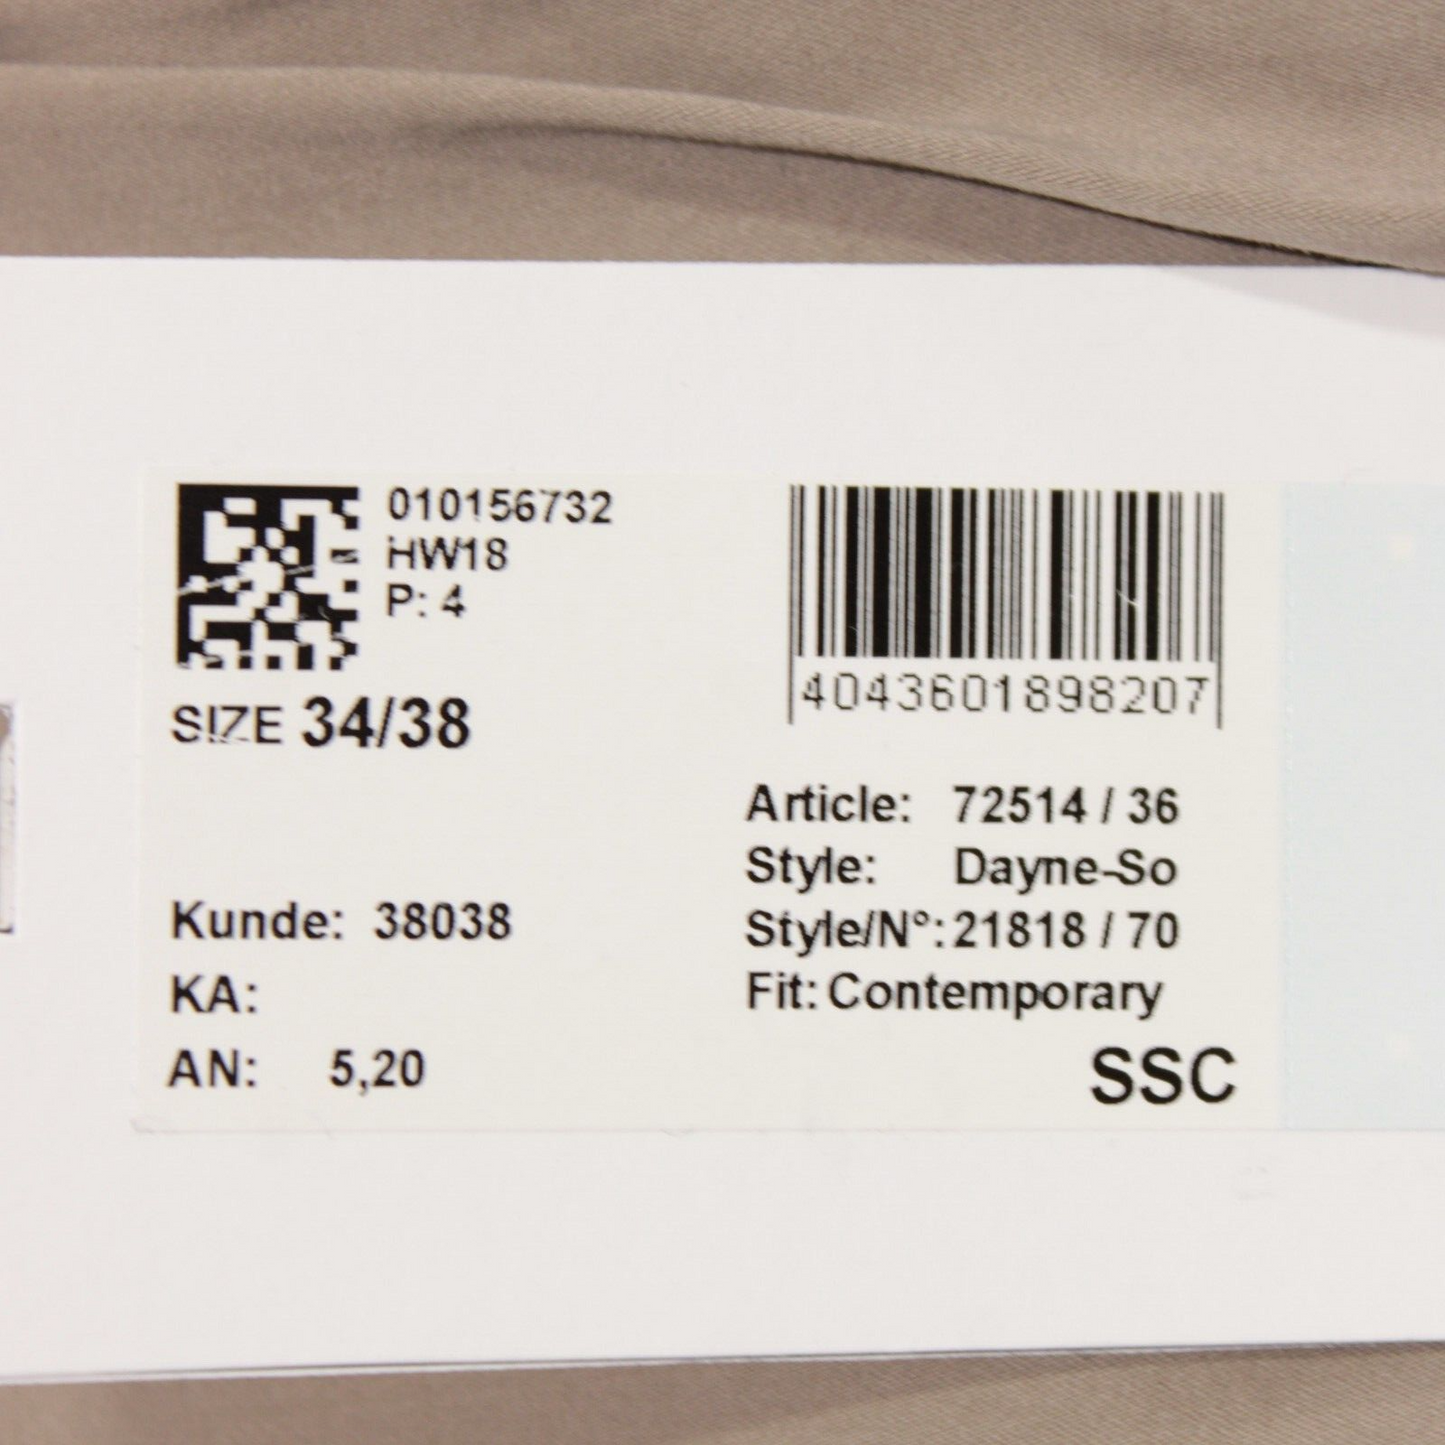 010156732
HW18
P: 4
SIZE 34/38
Kunde: 38038
KA:
AN: 5,20
4043601898207
Article: 72514 / 36
Style: Dayne-So
Style/N°: 21818 / 70
Fit: Contemporary
SSC